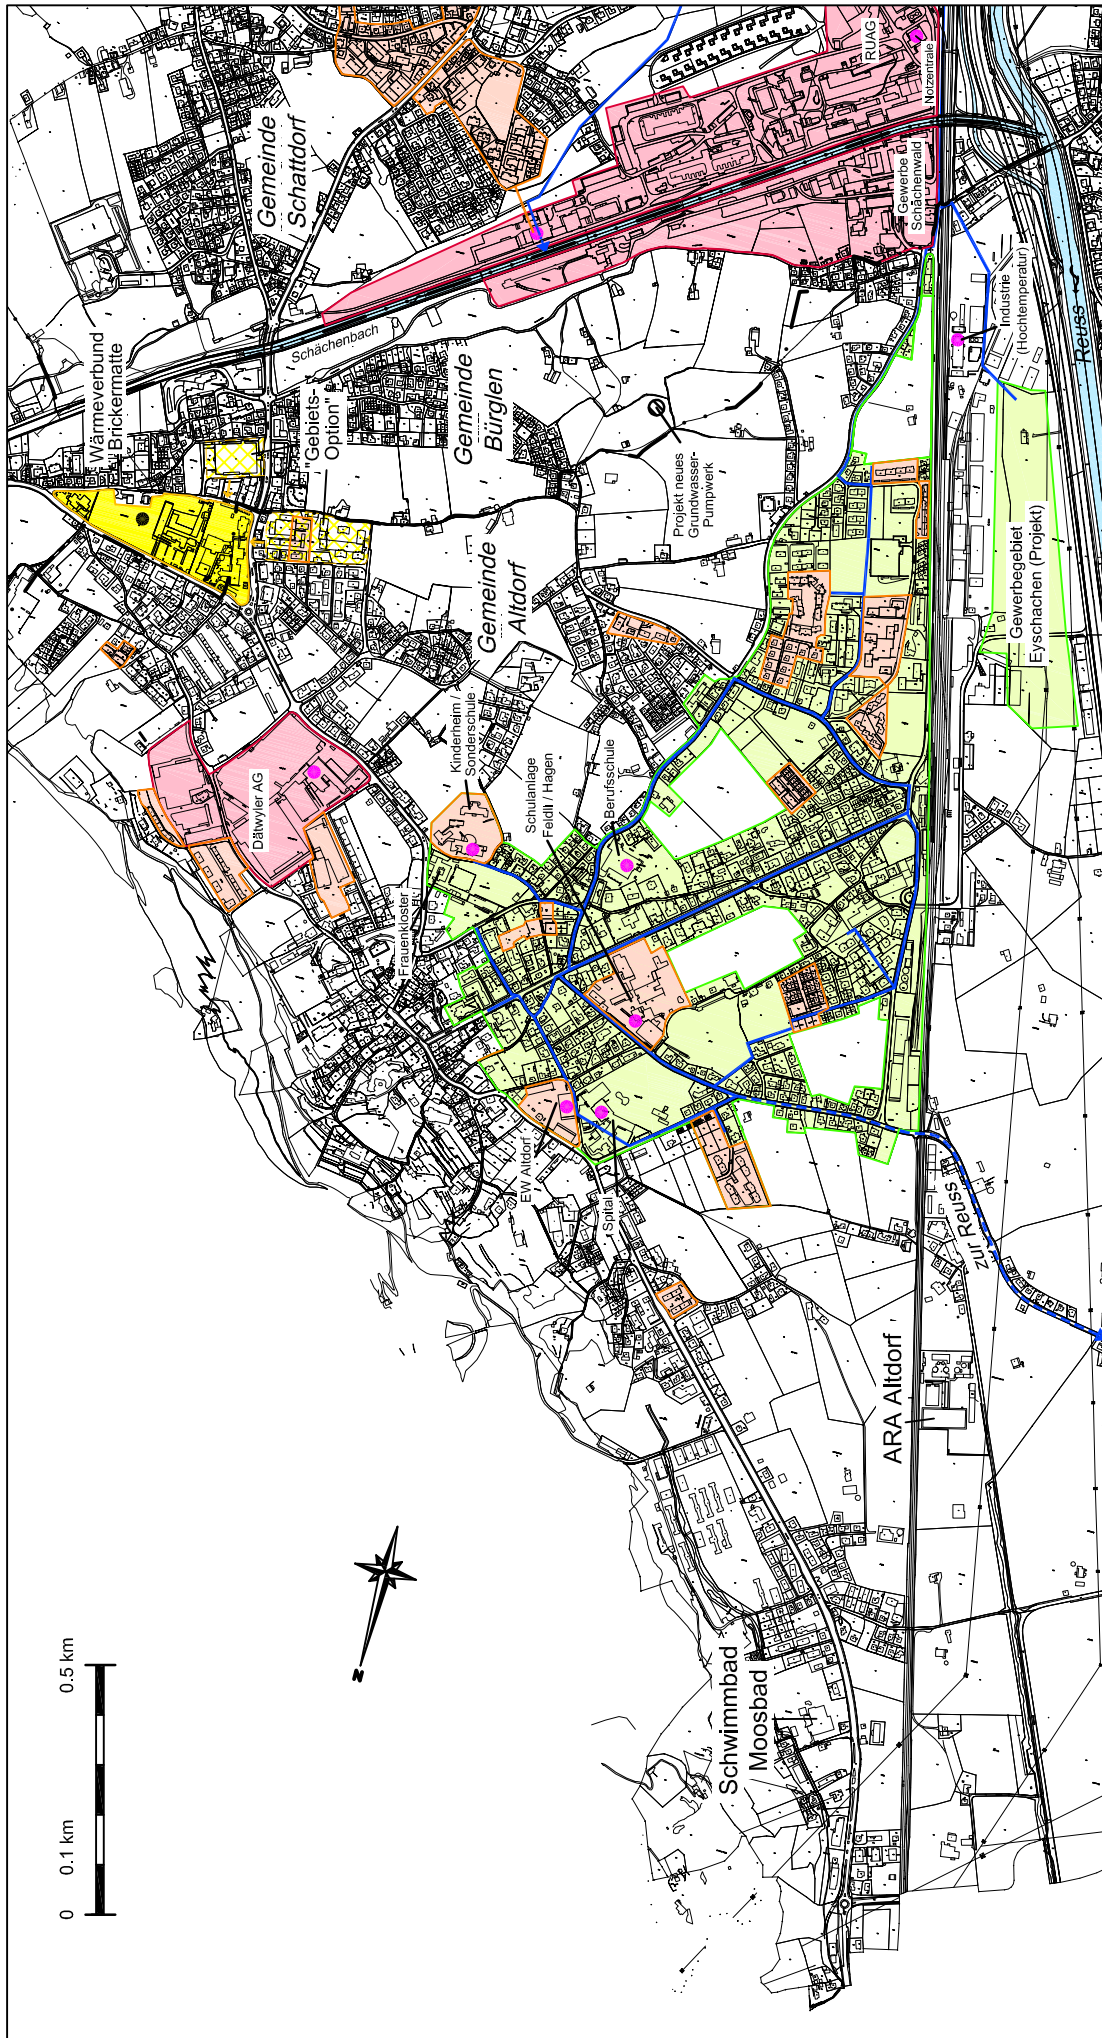 0
0.1 km
0.5 km
N
Schwimmbad
Moosbad
ARA Altdorf
zur Reuss
Spital
EW Altdorf
Frauenkloster
Kinderheim /
Sonderschule
Schulanlage
Feldli / Hagen
Berufsschule
Dätwyler AG
Gemeinde
Altdorf
Gemeinde
Bürglen
Gemeinde
Schattdorf
"Gebiets-
Option"
Wärmeverbund
Brickermatte
Schächenbach
Projekt neues
Grundwasser-
Pumpwerk
Gewerbegebiet
Eyschachen (Projekt)
Industrie
(Hochtemperatur)
Reuss
Gewerbe
Schächenwald
RUAG
Notzentrale